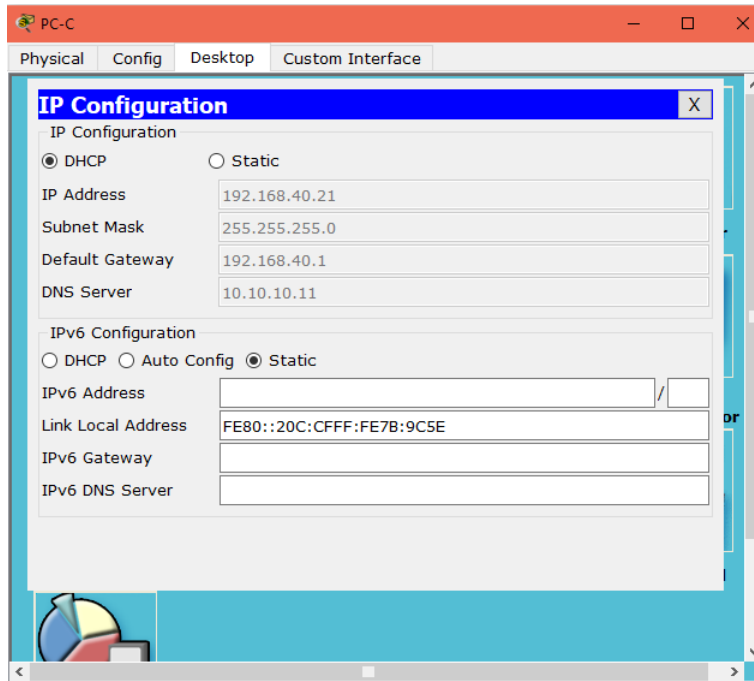 PC-C
Physical Config Desktop Custom Interface
IP Configuration X
IP Configuration
DHCP Static
IP Address 192.168.40.21
Subnet Mask 255.255.255.0
Default Gateway 192.168.40.1
DNS Server 10.10.10.11
IPv6 Configuration
DHCP Auto Config Static
IPv6 Address /
Link Local Address FE80::20C:CFFF:FE7B:9C5E
IPv6 Gateway
IPv6 DNS Server
or